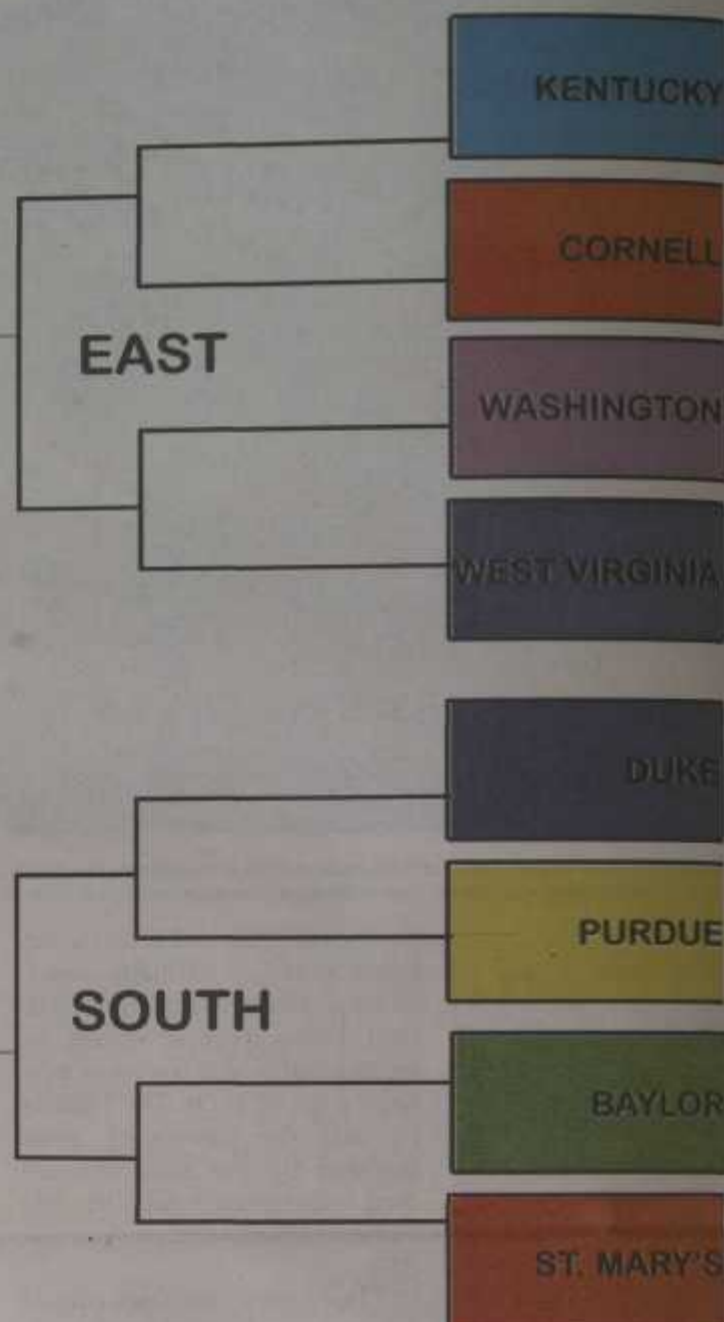 KENTUCKY
CORNELL
EAST
WASHINGTON
WEST VIRGINIA
DUKE
PURDUE
SOUTH
BAYLOR
ST. MARY'S